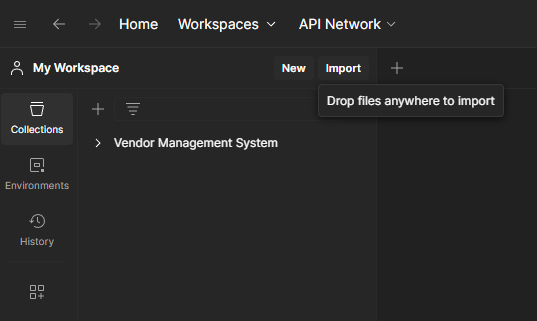 Home Workspaces API Network
My Workspace New Import
Drop files anywhere to import
Collections
Vendor Management System
Environments
History